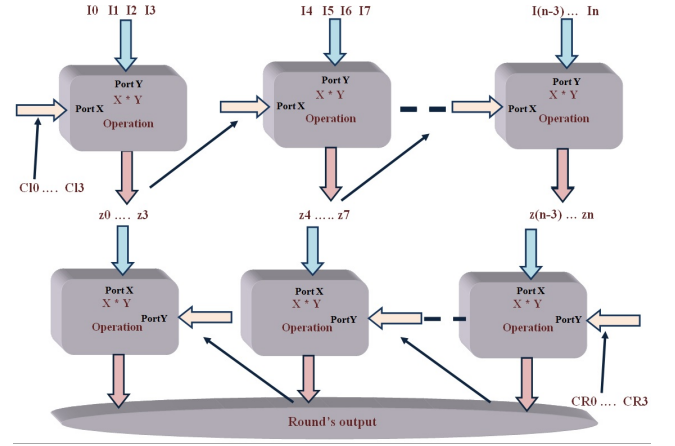 I0 I1 I2 I3
I4 I5 I6 I7
I(n-3) ... In
Port Y
X * Y
Port X
Operation
Port Y
X * Y
Port X
Operation
Port Y
X * Y
Port X
Operation
Cl0 .... Cl3
z0 .... z3
z4 ..... z7
z(n-3) ... zn
Port X
X * Y
PortY
Operation
Port X
X * Y
PortY
Operation
Port X
X * Y
PortY
Operation
CR0 .... CR3
Round's output